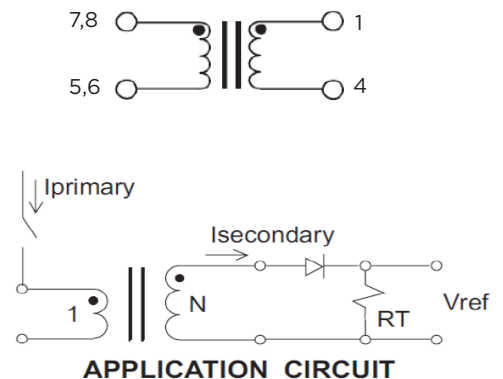 7,8
1
5,6
4
Iprimary
Isecondary
1
N
RT
Vref
APPLICATION CIRCUIT